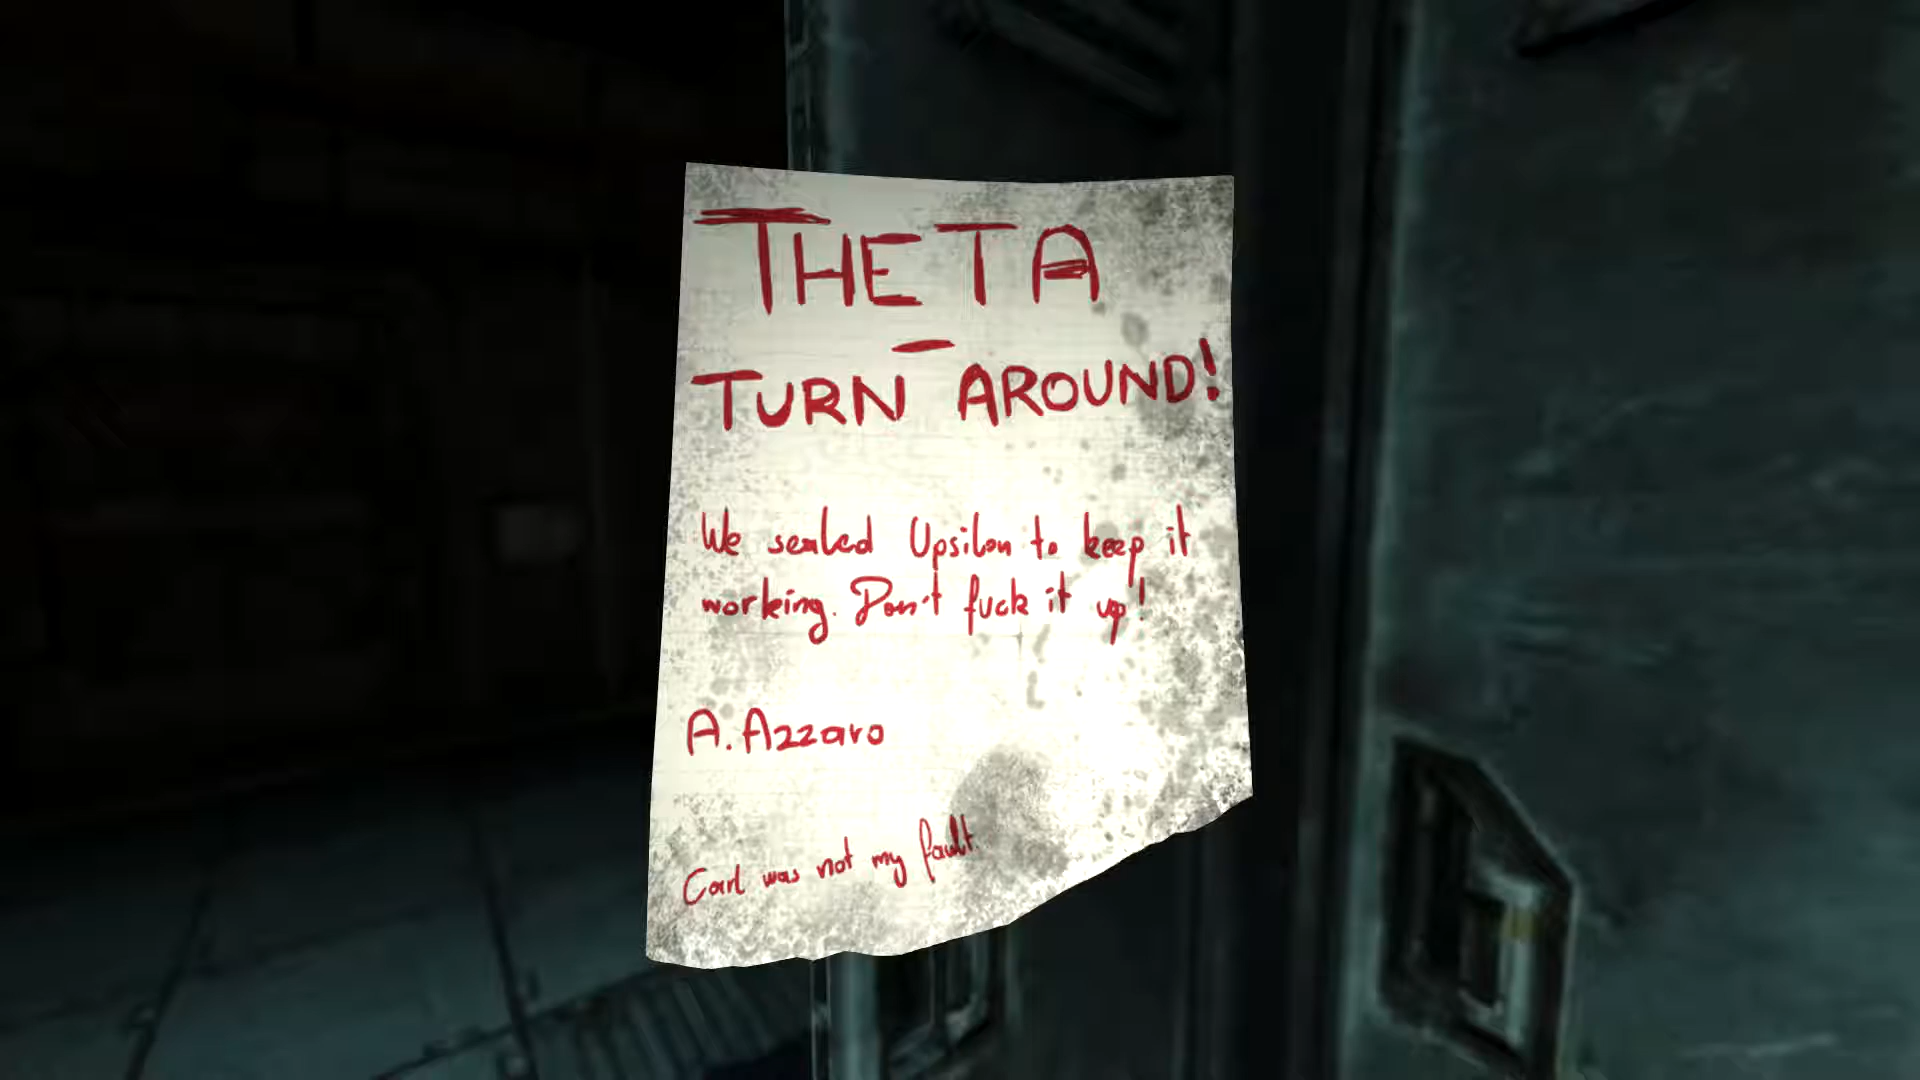 THETA
-
TURN AROUND!
We sealed Upsilon to keep it
working. Don't fuck it up!
A. Azzaro
Carl was not my fault.